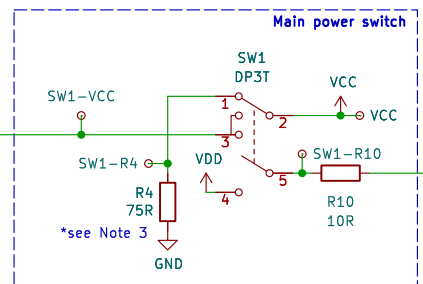 Main power switch
SW1
DP3T
VCC
SW1-VCC
1
2
VCC
3
SW1-R4
VDD
SW1-R10
5
4
R4
75R
R10
10R
*see Note 3
GND